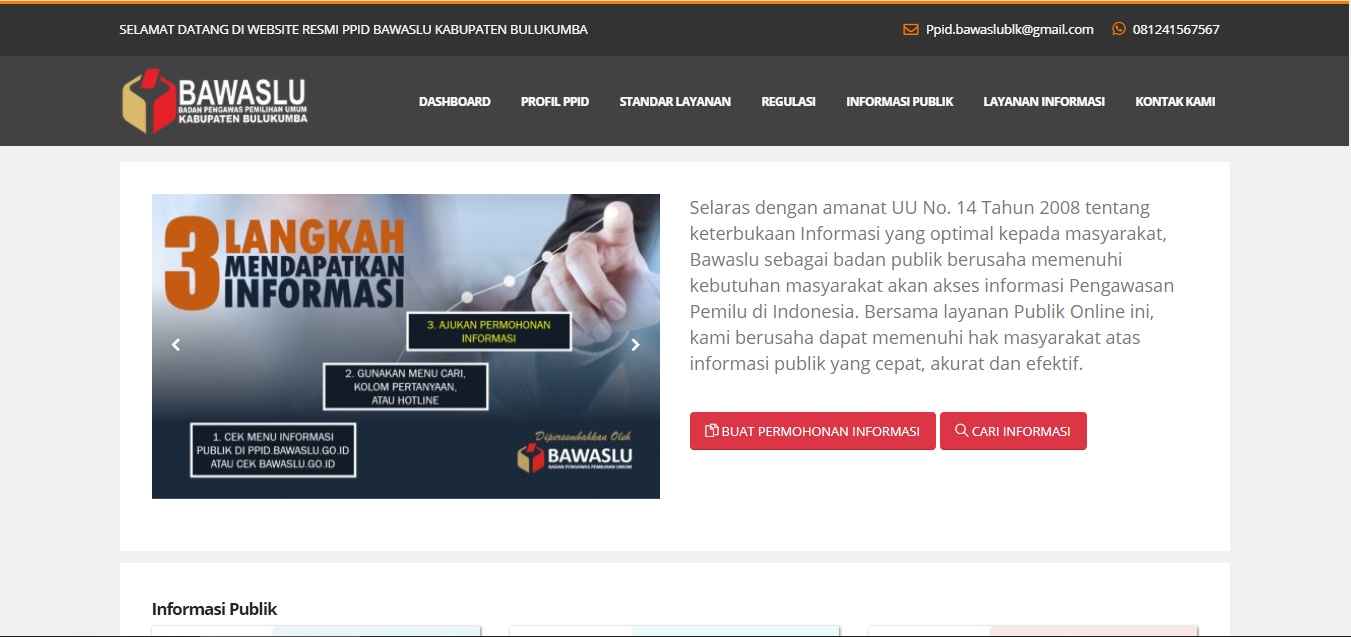 SELAMAT DATANG DI WEBSITE RESMI PPID BAWASLU KABUPATEN BULUKUMBA
Ppid.bawaslublk@gmail.com
081241567567
BAWASLU
BADAN PENGAWAS PEMILIHAN UMUM
KABUPATEN BULUKUMBA
DASHBOARD
PROFIL PPID
STANDAR LAYANAN
REGULASI
INFORMASI PUBLIK
LAYANAN INFORMASI
KONTAK KAMI
3 LANGKAH
MENDAPATKAN
INFORMASI
3. AJUKAN PERMOHONAN
INFORMASI
2. GUNAKAN MENU CARI,
KOLOM PERTANYAAN,
ATAU HOTLINE
1. CEK MENU INFORMASI
PUBLIK DI PPID.BAWASLU.GO.ID
ATAU CEK BAWASLU.GO.ID
Dipersembahkan Oleh
BAWASLU
BADAN PENGAWAS PEMILIHAN UMUM
Selaras dengan amanat UU No. 14 Tahun 2008 tentang
keterbukaan Informasi yang optimal kepada masyarakat,
Bawaslu sebagai badan publik berusaha memenuhi
kebutuhan masyarakat akan akses informasi Pengawasan
Pemilu di Indonesia. Bersama layanan Publik Online ini,
kami berusaha dapat memenuhi hak masyarakat atas
informasi publik yang cepat, akurat dan efektif.
BUAT PERMOHONAN INFORMASI
CARI INFORMASI
Informasi Publik